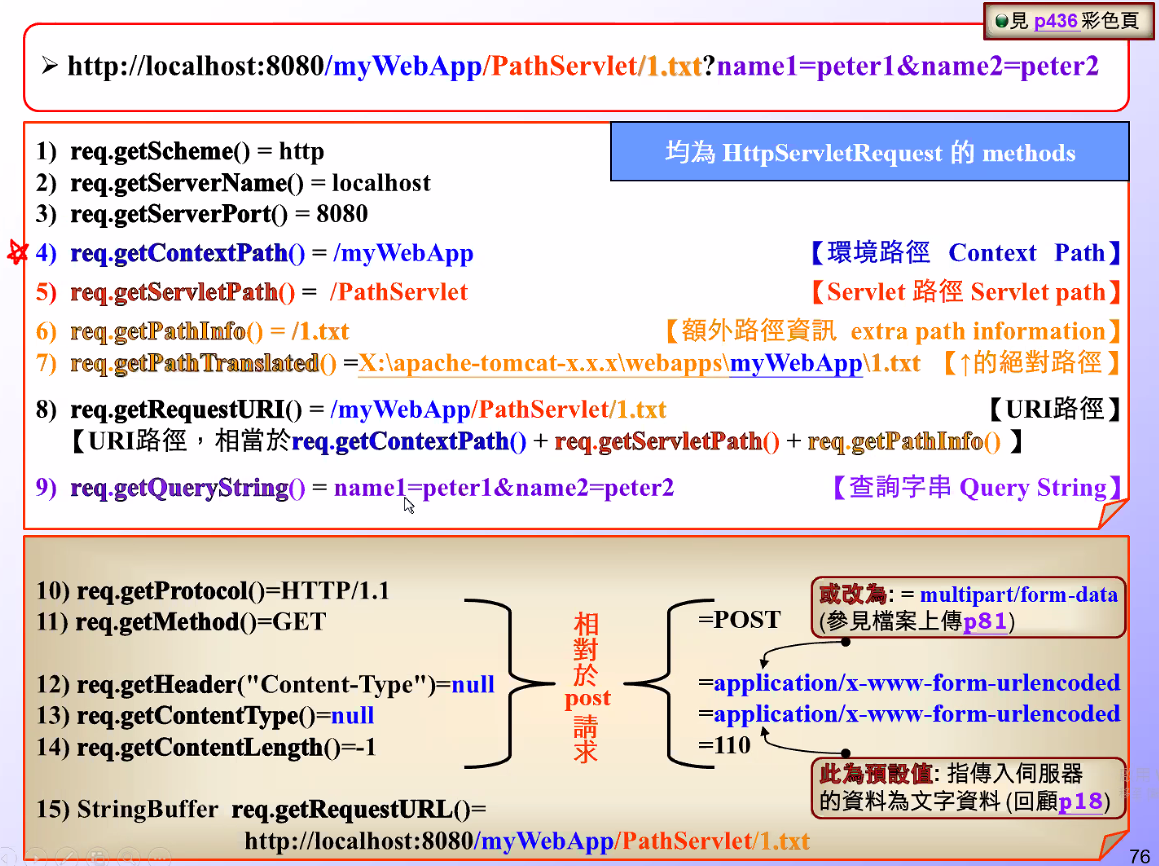 見 p436 彩色頁
➢ http://localhost:8080/myWebApp/PathServlet/1.txt?name1=peter1&name2=peter2
均為 HttpServletRequest 的 methods
1) req.getScheme() = http
2) req.getServerName() = localhost
3) req.getServerPort() = 8080
4) req.getContextPath() = /myWebApp 【環境路徑 Context Path】
5) req.getServletPath() = /PathServlet 【Servlet 路徑 Servlet path】
6) req.getPathInfo() = /1.txt 【額外路徑資訊 extra path information】
7) req.getPathTranslated() =X:\apache-tomcat-x.x.x\webapps\myWebApp\1.txt 【↑的絕對路徑】
8) req.getRequestURI() = /myWebApp/PathServlet/1.txt 【URI路徑】
【URI路徑，相當於req.getContextPath() + req.getServletPath() + req.getPathInfo() 】
9) req.getQueryString() = name1=peter1&name2=peter2 【查詢字串 Query String】
10) req.getProtocol()=HTTP/1.1
11) req.getMethod()=GET
12) req.getHeader("Content-Type")=null
13) req.getContentType()=null
14) req.getContentLength()=-1
相
對
於
post
請
求
=POST
=application/x-www-form-urlencoded
=application/x-www-form-urlencoded
=110
或改為: = multipart/form-data
(參見檔案上傳p81)
此為預設值: 指傳入伺服器
的資料為文字資料 (回顧p18)
15) StringBuffer req.getRequestURL()=
http://localhost:8080/myWebApp/PathServlet/1.txt
76